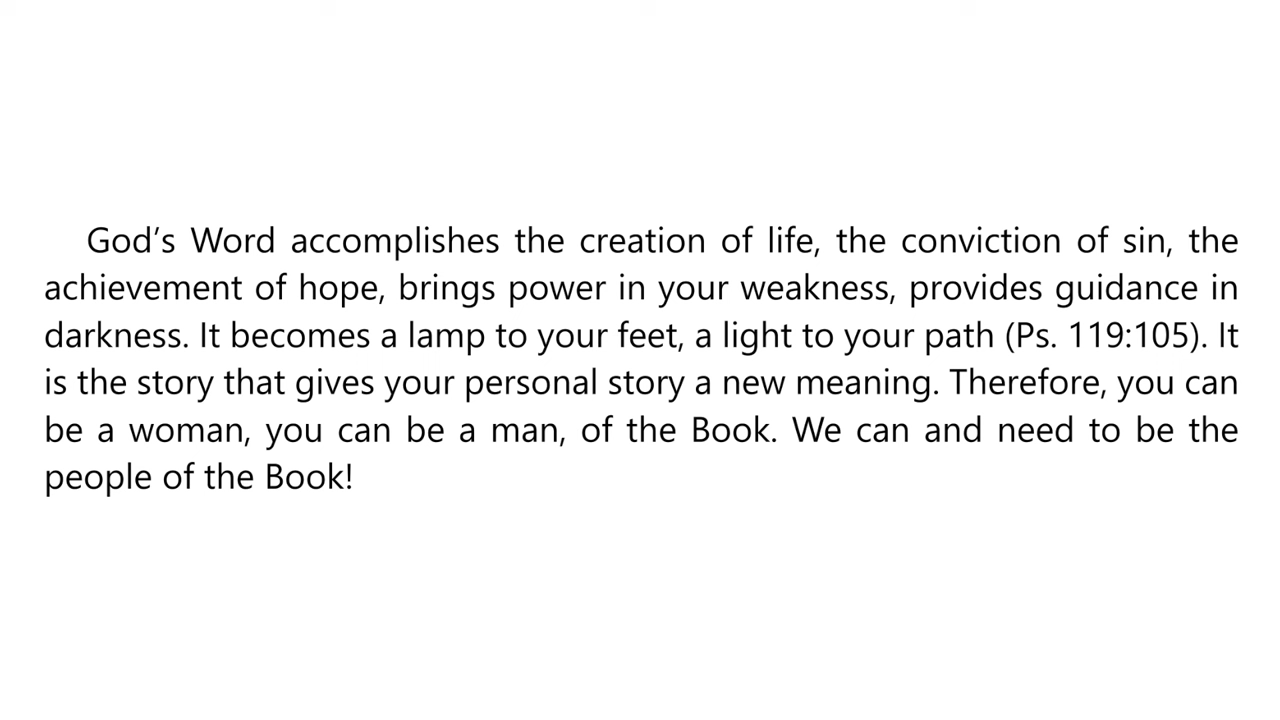 God’s Word accomplishes the creation of life, the conviction of sin, the
achievement of hope, brings power in your weakness, provides guidance in
darkness. It becomes a lamp to your feet, a light to your path (Ps. 119:105). It
is the story that gives your personal story a new meaning. Therefore, you can
be a woman, you can be a man, of the Book. We can and need to be the
people of the Book!